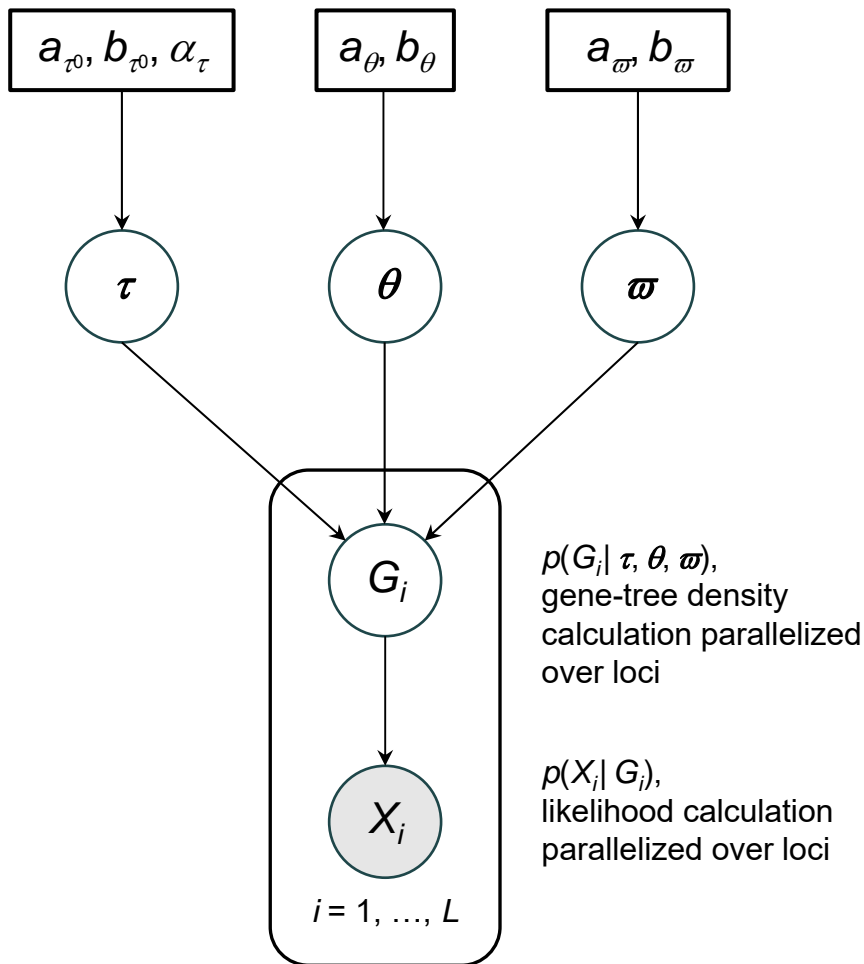 a_τ0, b_τ0, α_τ
a_θ, b_θ
a_ϖ, b_ϖ
τ
θ
ϖ
G_i
p(G_i| τ, θ, ϖ),
gene-tree density
calculation parallelized
over loci
X_i
p(X_i| G_i),
likelihood calculation
parallelized over loci
i = 1, …, L